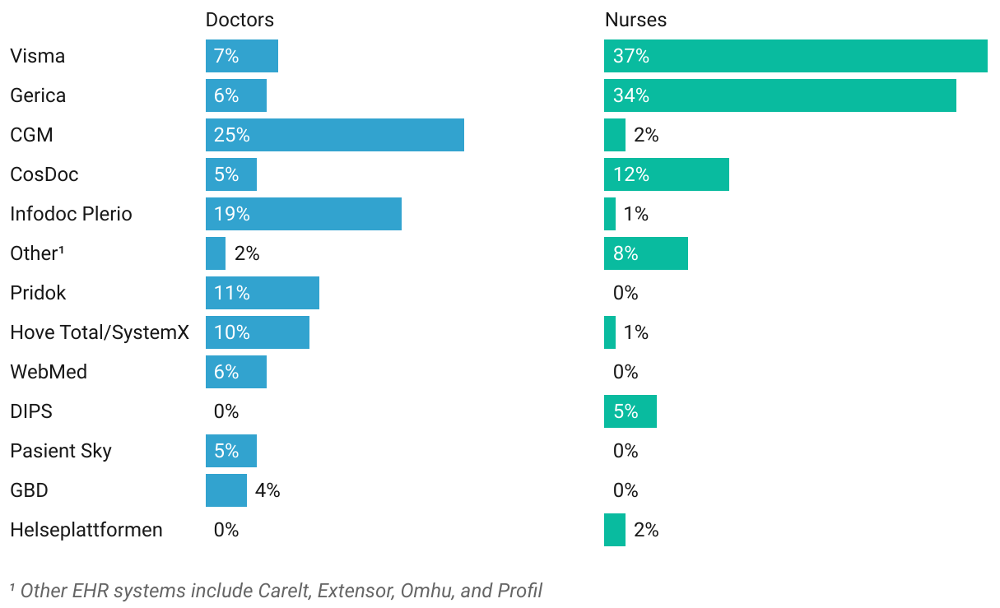 Doctors Nurses
Visma 7% 37%
Gerica 6% 34%
CGM 25% 2%
CosDoc 5% 12%
Infodoc Plerio 19% 1%
Other¹ 2% 8%
Pridok 11% 0%
Hove Total/SystemX 10% 1%
WebMed 6% 0%
DIPS 0% 5%
Pasient Sky 5% 0%
GBD 4% 0%
Helseplattformen 0% 2%
¹ Other EHR systems include CareIt, Extensor, Omhu, and Profil